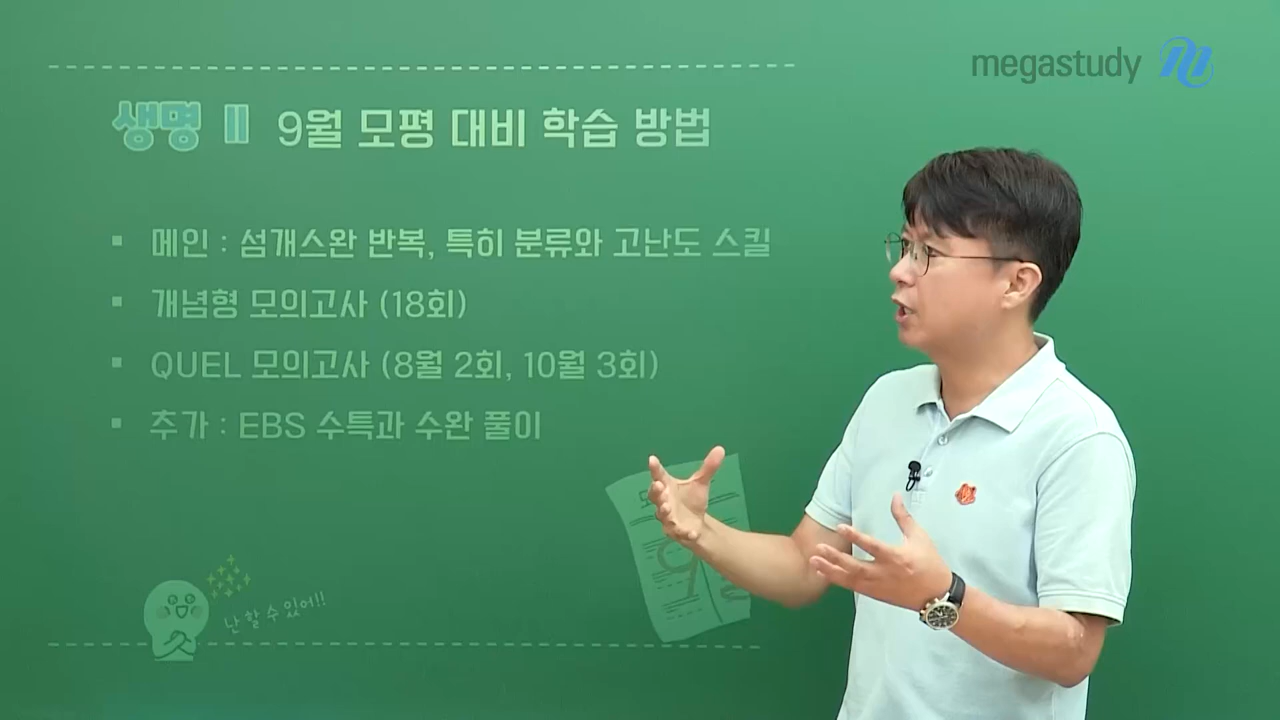 megastudy
생명 II 9월 모평 대비 학습 방법
▪ 메인 : 섬개스완 반복, 특히 분류와 고난도 스킬
▪ 개념형 모의고사 (18회)
▪ QUEL 모의고사 (8월 2회, 10월 3회)
▪ 추가 : EBS 수특과 수완 풀이
난 할 수 있어!!